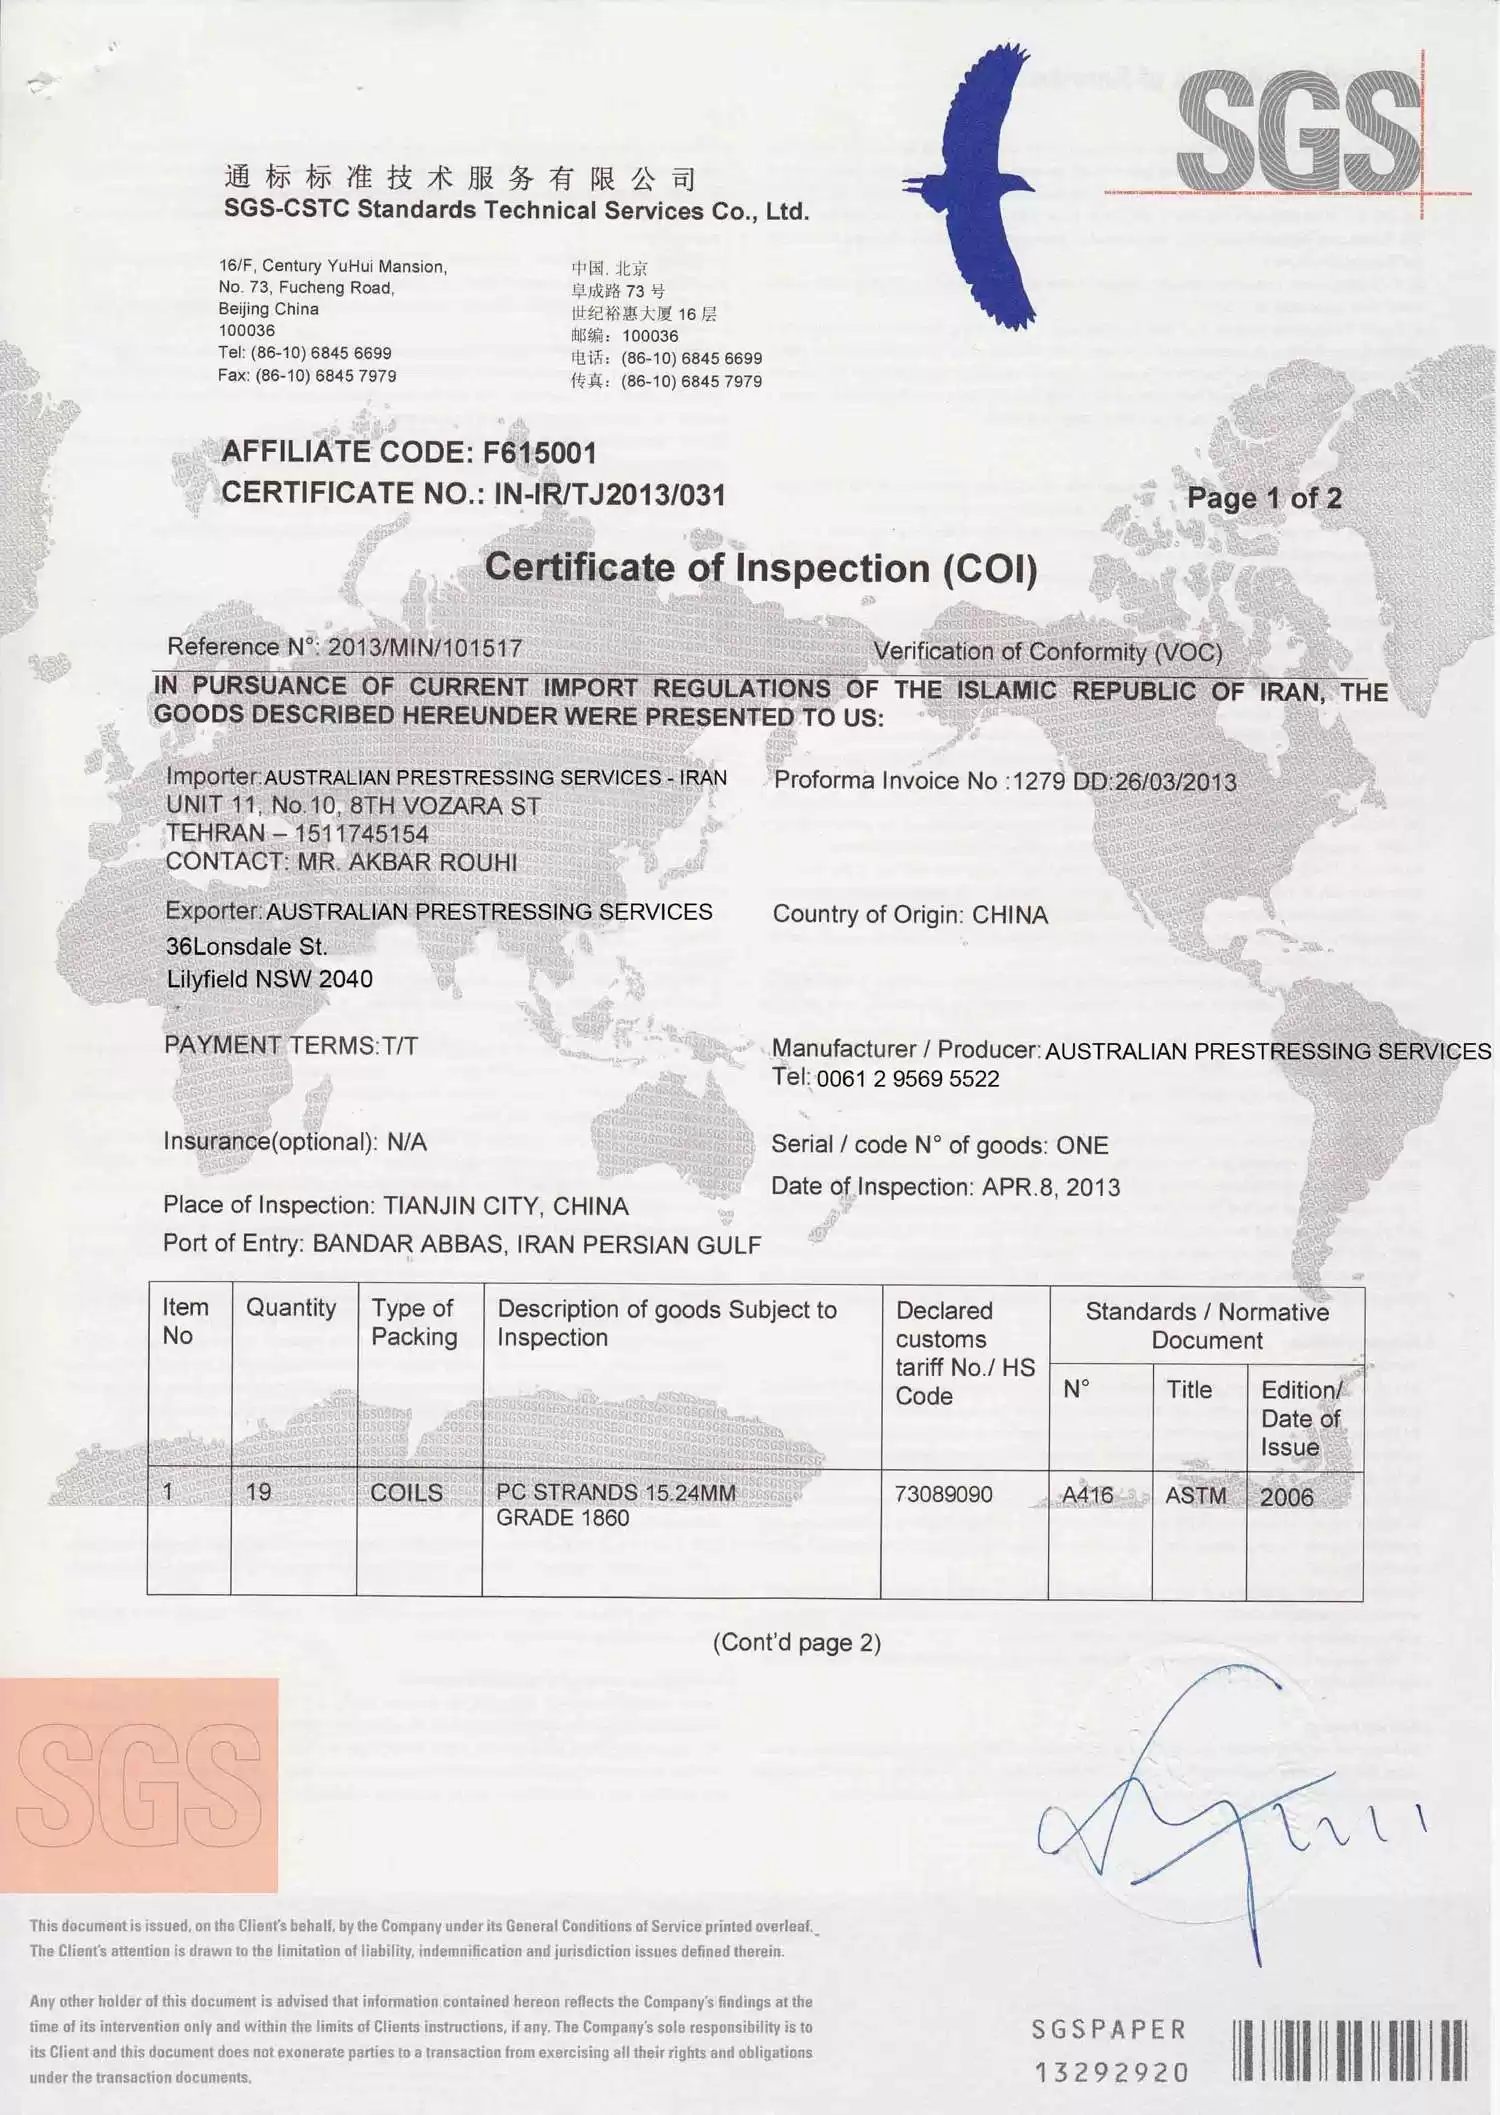 SGS
通标标准技术服务有限公司
SGS-CSTC Standards Technical Services Co., Ltd.
16/F, Century YuHui Mansion,
No. 73, Fucheng Road,
Beijing China
100036
Tel: (86-10) 6845 6699
Fax: (86-10) 6845 7979
中国. 北京
阜成路 73 号
世纪裕惠大厦 16 层
邮编： 100036
电话： (86-10) 6845 6699
传真： (86-10) 6845 7979
AFFILIATE CODE: F615001
CERTIFICATE NO.: IN-IR/TJ2013/031
Page 1 of 2
Certificate of Inspection (COI)
Reference N°: 2013/MIN/101517
Verification of Conformity (VOC)
IN PURSUANCE OF CURRENT IMPORT REGULATIONS OF THE ISLAMIC REPUBLIC OF IRAN, THE
GOODS DESCRIBED HEREUNDER WERE PRESENTED TO US:
Importer:AUSTRALIAN PRESTRESSING SERVICES - IRAN
UNIT 11, No.10, 8TH VOZARA ST
TEHRAN – 1511745154
CONTACT: MR. AKBAR ROUHI
Proforma Invoice No :1279 DD:26/03/2013
Exporter:AUSTRALIAN PRESTRESSING SERVICES
36Lonsdale St.
Lilyfield NSW 2040
Country of Origin: CHINA
PAYMENT TERMS:T/T
Manufacturer / Producer:AUSTRALIAN PRESTRESSING SERVICES
Tel: 0061 2 9569 5522
Insurance(optional): N/A
Serial / code N° of goods: ONE
Date of Inspection: APR.8, 2013
Place of Inspection: TIANJIN CITY, CHINA
Port of Entry: BANDAR ABBAS, IRAN PERSIAN GULF
Item
No
Quantity
Type of
Packing
Description of goods Subject to
Inspection
Declared
customs
tariff No./ HS
Code
Standards / Normative
Document
N°
Title
Edition/
Date of
Issue
1
19
COILS
PC STRANDS 15.24MM
GRADE 1860
73089090
A416
ASTM
2006
(Cont'd page 2)
SGS
This document is issued, on the Client's behalf, by the Company under its General Conditions of Service printed overleaf.
The Client's attention is drawn to the limitation of liability, indemnification and jurisdiction issues defined therein.
Any other holder of this document is advised that information contained hereon reflects the Company's findings at the
time of its intervention only and within the limits of Clients instructions, if any. The Company's sole responsibility is to
its Client and this document does not exonerate parties to a transaction from exercising all their rights and obligations
under the transaction documents.
SGSPAPER
13292920